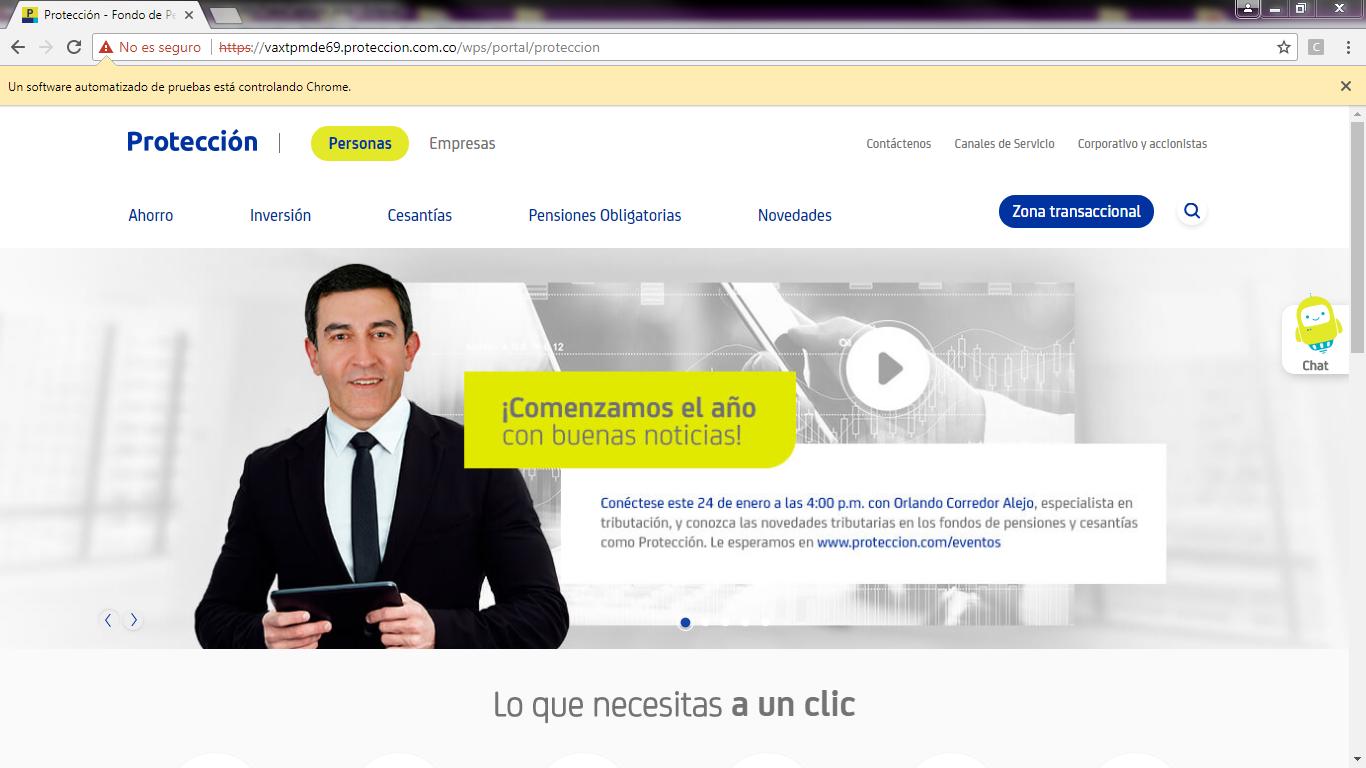 Protección - Fondo de Pe
No es seguro https://vaxtpmde69.proteccion.com.co/wps/portal/proteccion
Un software automatizado de pruebas está controlando Chrome.
Protección
Personas
Empresas
Contáctenos
Canales de Servicio
Corporativo y accionistas
Ahorro
Inversión
Cesantías
Pensiones Obligatorias
Novedades
Zona transaccional
¡Comenzamos el año
con buenas noticias!
Conéctese este 24 de enero a las 4:00 p.m. con Orlando Corredor Alejo, especialista en
tributación, y conozca las novedades tributarias en los fondos de pensiones y cesantías
como Protección. Le esperamos en www.proteccion.com/eventos
Chat
Lo que necesitas a un clic